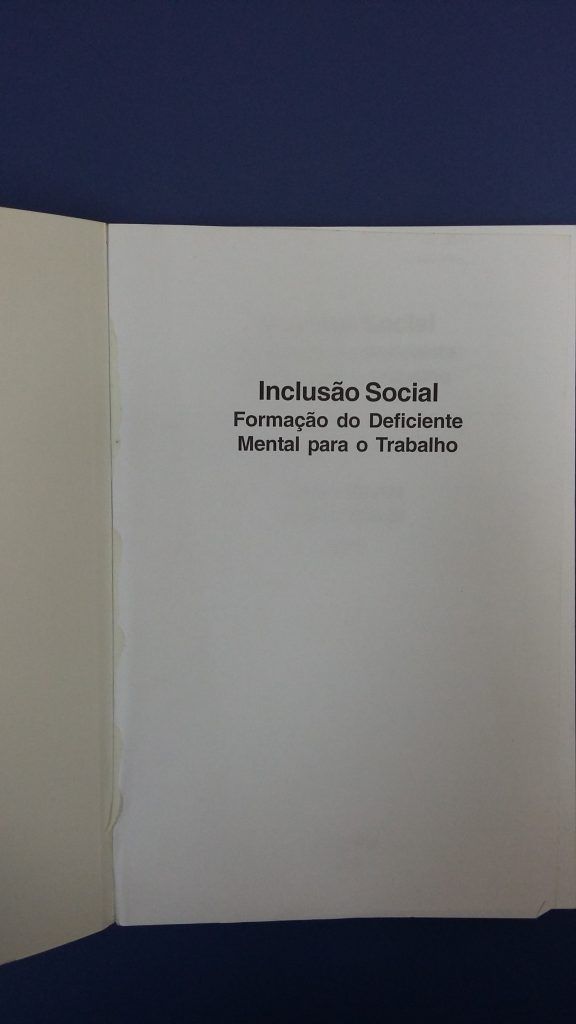 Inclusão Social
Formação do Deficiente
Mental para o Trabalho